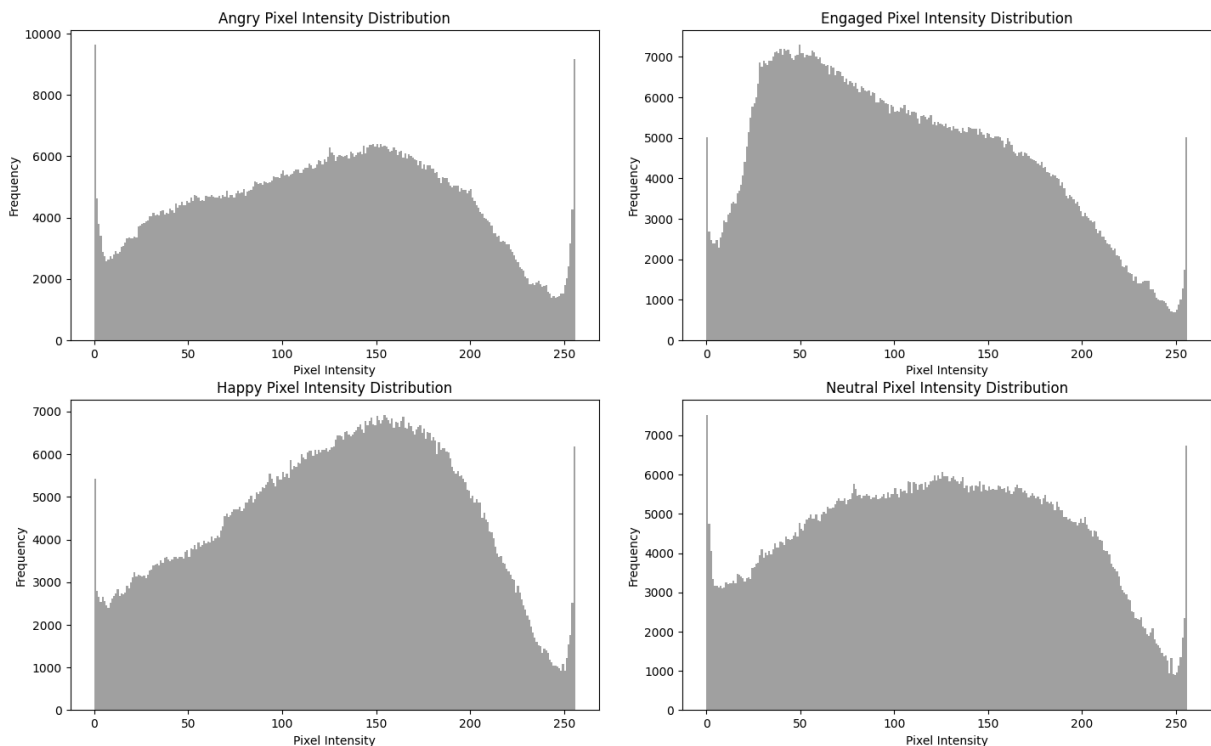 Angry Pixel Intensity Distribution
10000
8000
6000
4000
2000
0
Frequency
0 50 100 150 200 250
Pixel Intensity
Engaged Pixel Intensity Distribution
7000
6000
5000
4000
3000
2000
1000
0
Frequency
0 50 100 150 200 250
Pixel Intensity
Happy Pixel Intensity Distribution
7000
6000
5000
4000
3000
2000
1000
0
Frequency
0 50 100 150 200 250
Pixel Intensity
Neutral Pixel Intensity Distribution
7000
6000
5000
4000
3000
2000
1000
0
Frequency
0 50 100 150 200 250
Pixel Intensity